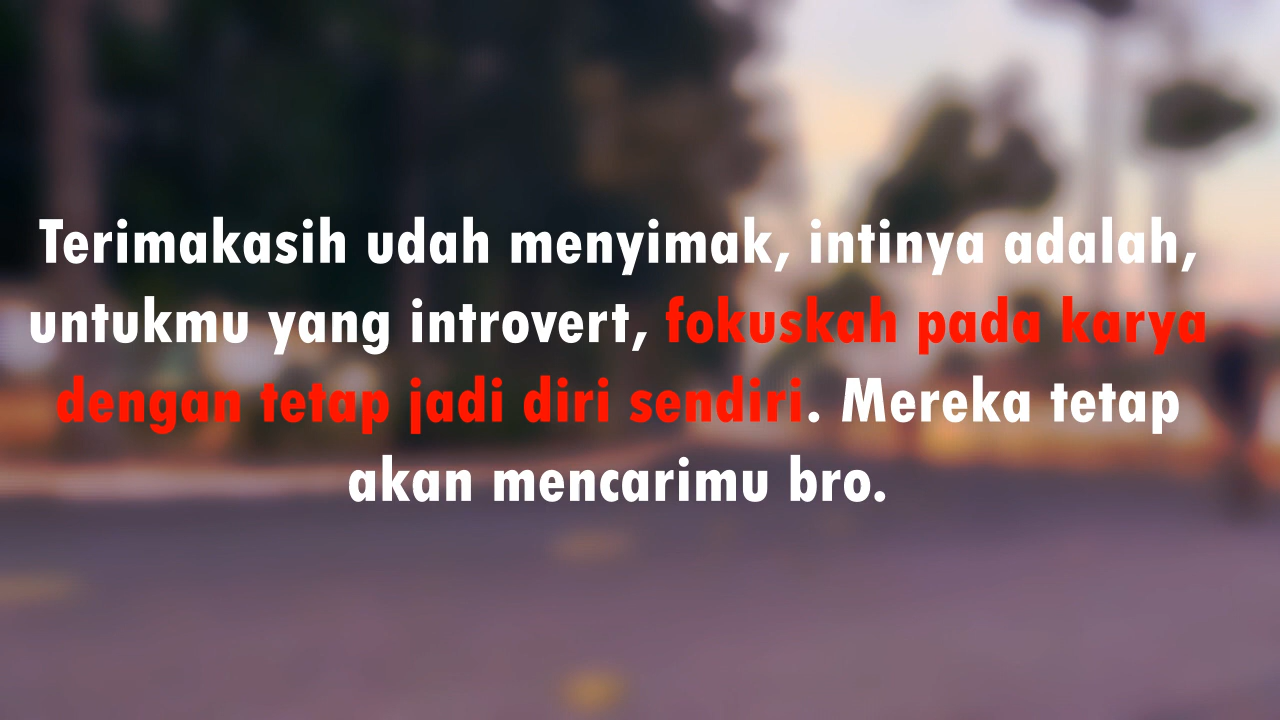 Terimakasih udah menyimak, intinya adalah,
untukmu yang introvert, fokuskah pada karya
dengan tetap jadi diri sendiri. Mereka tetap
akan mencarimu bro.